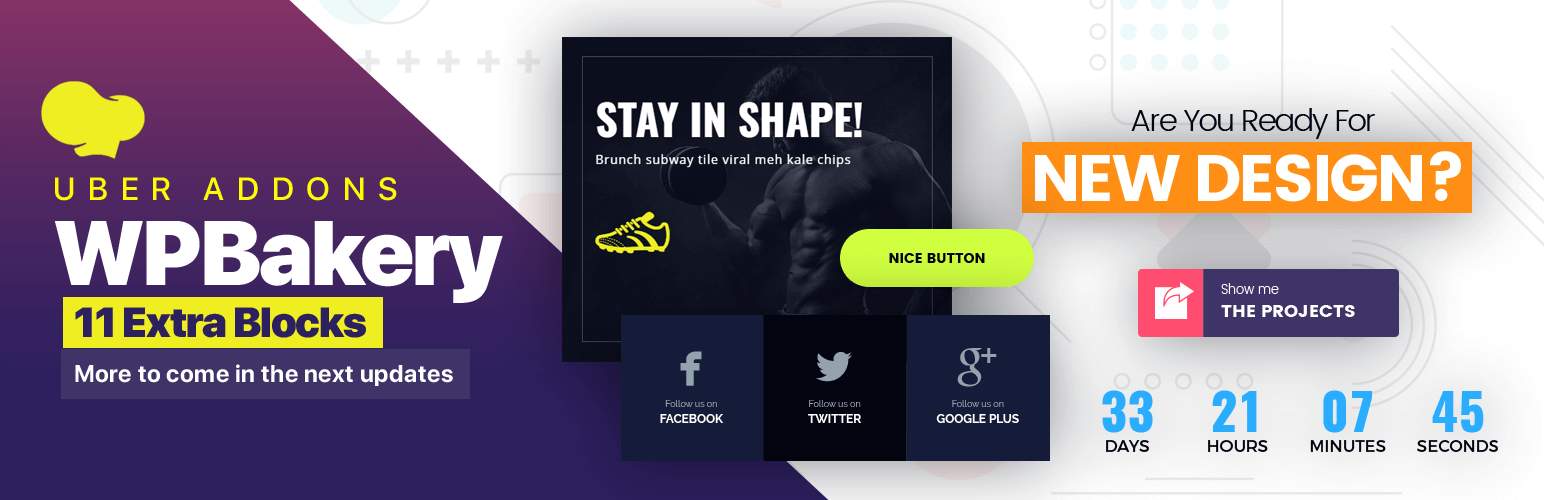 UBER ADDONS
WPBakery
11 Extra Blocks
More to come in the next updates
STAY IN SHAPE!
Brunch subway tile viral meh kale chips
NICE BUTTON
Follow us on
FACEBOOK
Follow us on
TWITTER
g+
Follow us on
GOOGLE PLUS
Are You Ready For
NEW DESIGN?
Show me
THE PROJECTS
33
DAYS
21
HOURS
07
MINUTES
45
SECONDS